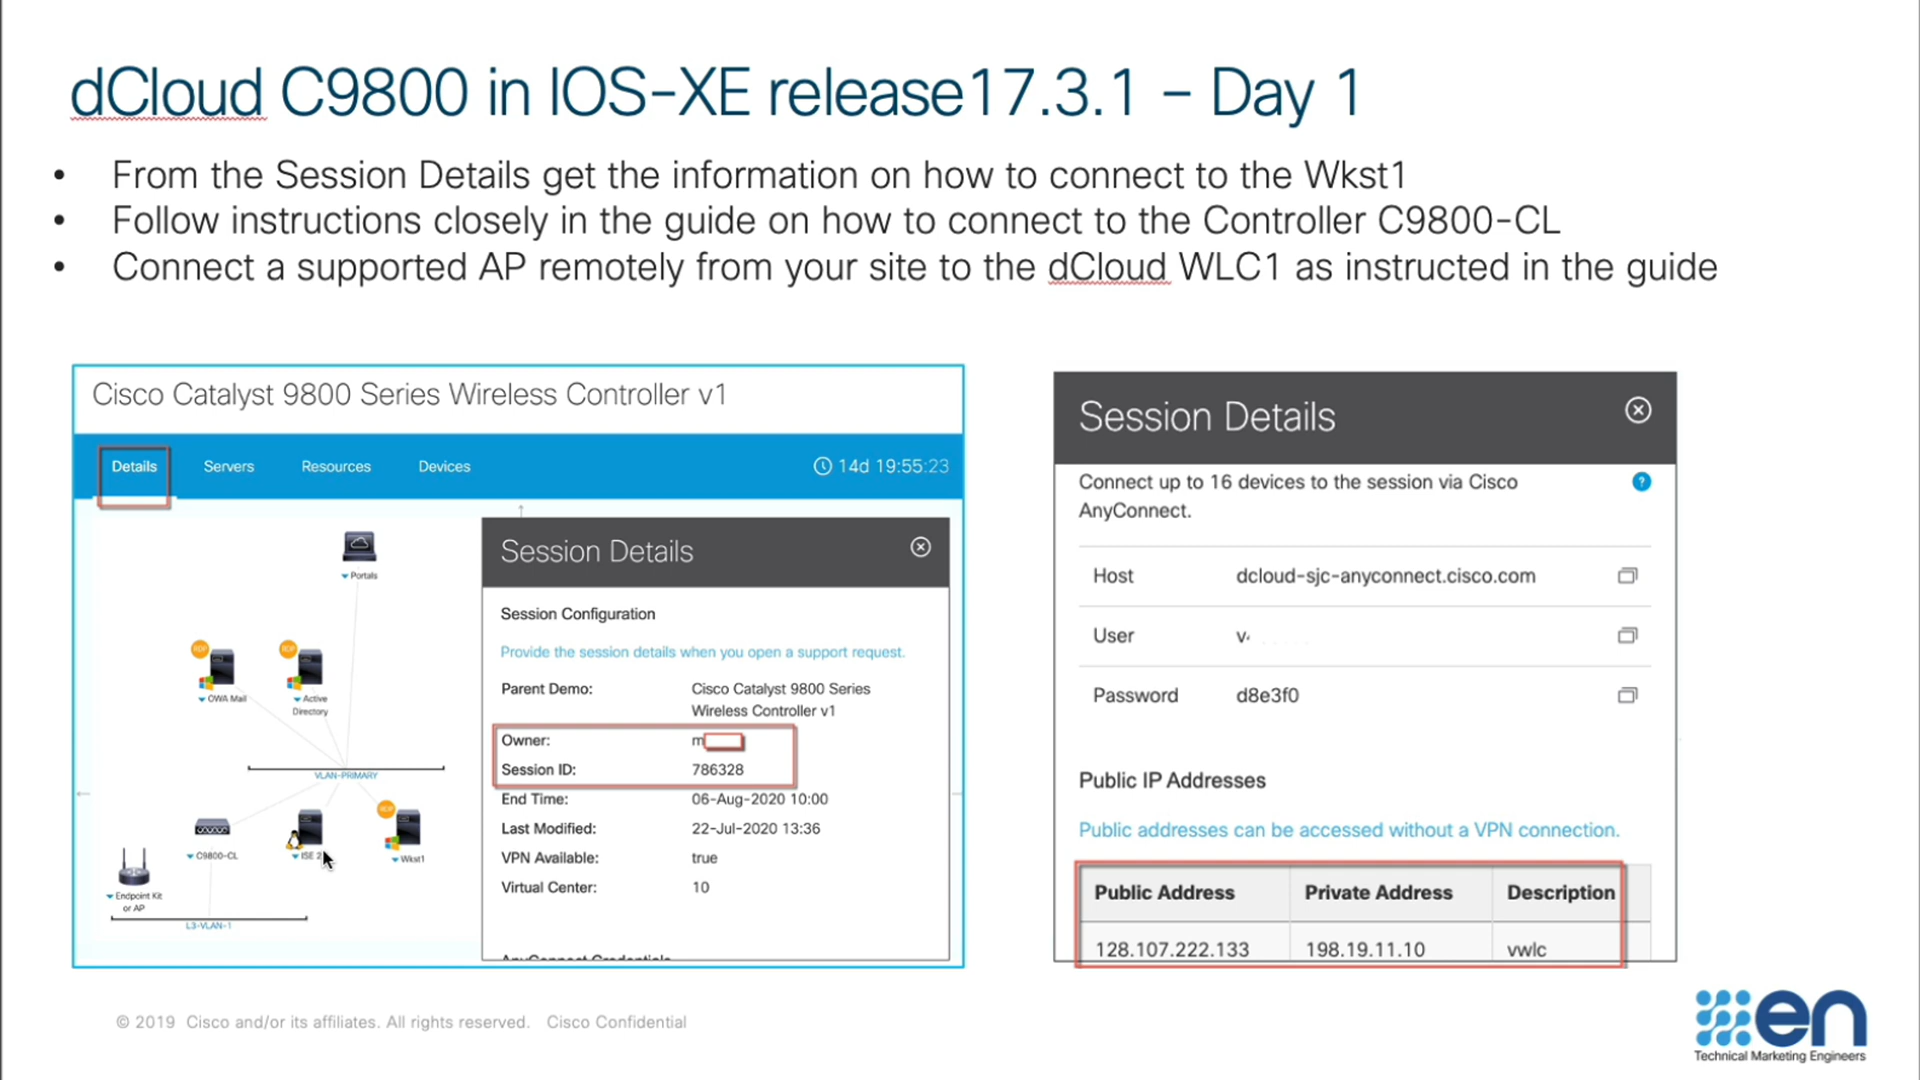 dCloud C9800 in IOS-XE release17.3.1 – Day 1
• From the Session Details get the information on how to connect to the Wkst1
• Follow instructions closely in the guide on how to connect to the Controller C9800-CL
• Connect a supported AP remotely from your site to the dCloud WLC1 as instructed in the guide
Cisco Catalyst 9800 Series Wireless Controller v1
Details Servers Resources Devices 14d 19:55:23
Portals
RDP RDP
OWA Mail Active
Directory
VLAN-PRIMARY
RDP
C9800-CL ISE 2 Wkst1
Endpoint Kit
or AP
L3-VLAN-1
Session Details
Session Configuration
Provide the session details when you open a support request.
Parent Demo: Cisco Catalyst 9800 Series
Wireless Controller v1
Owner: m
Session ID: 786328
End Time: 06-Aug-2020 10:00
Last Modified: 22-Jul-2020 13:36
VPN Available: true
Virtual Center: 10
AnyConnect Credentials
Session Details
Connect up to 16 devices to the session via Cisco ?
AnyConnect.
Host dcloud-sjc-anyconnect.cisco.com
User v
Password d8e3f0
Public IP Addresses
Public addresses can be accessed without a VPN connection.
Public Address Private Address Description
128.107.222.133 198.19.11.10 vwlc
© 2019 Cisco and/or its affiliates. All rights reserved. Cisco Confidential
en
Technical Marketing Engineers